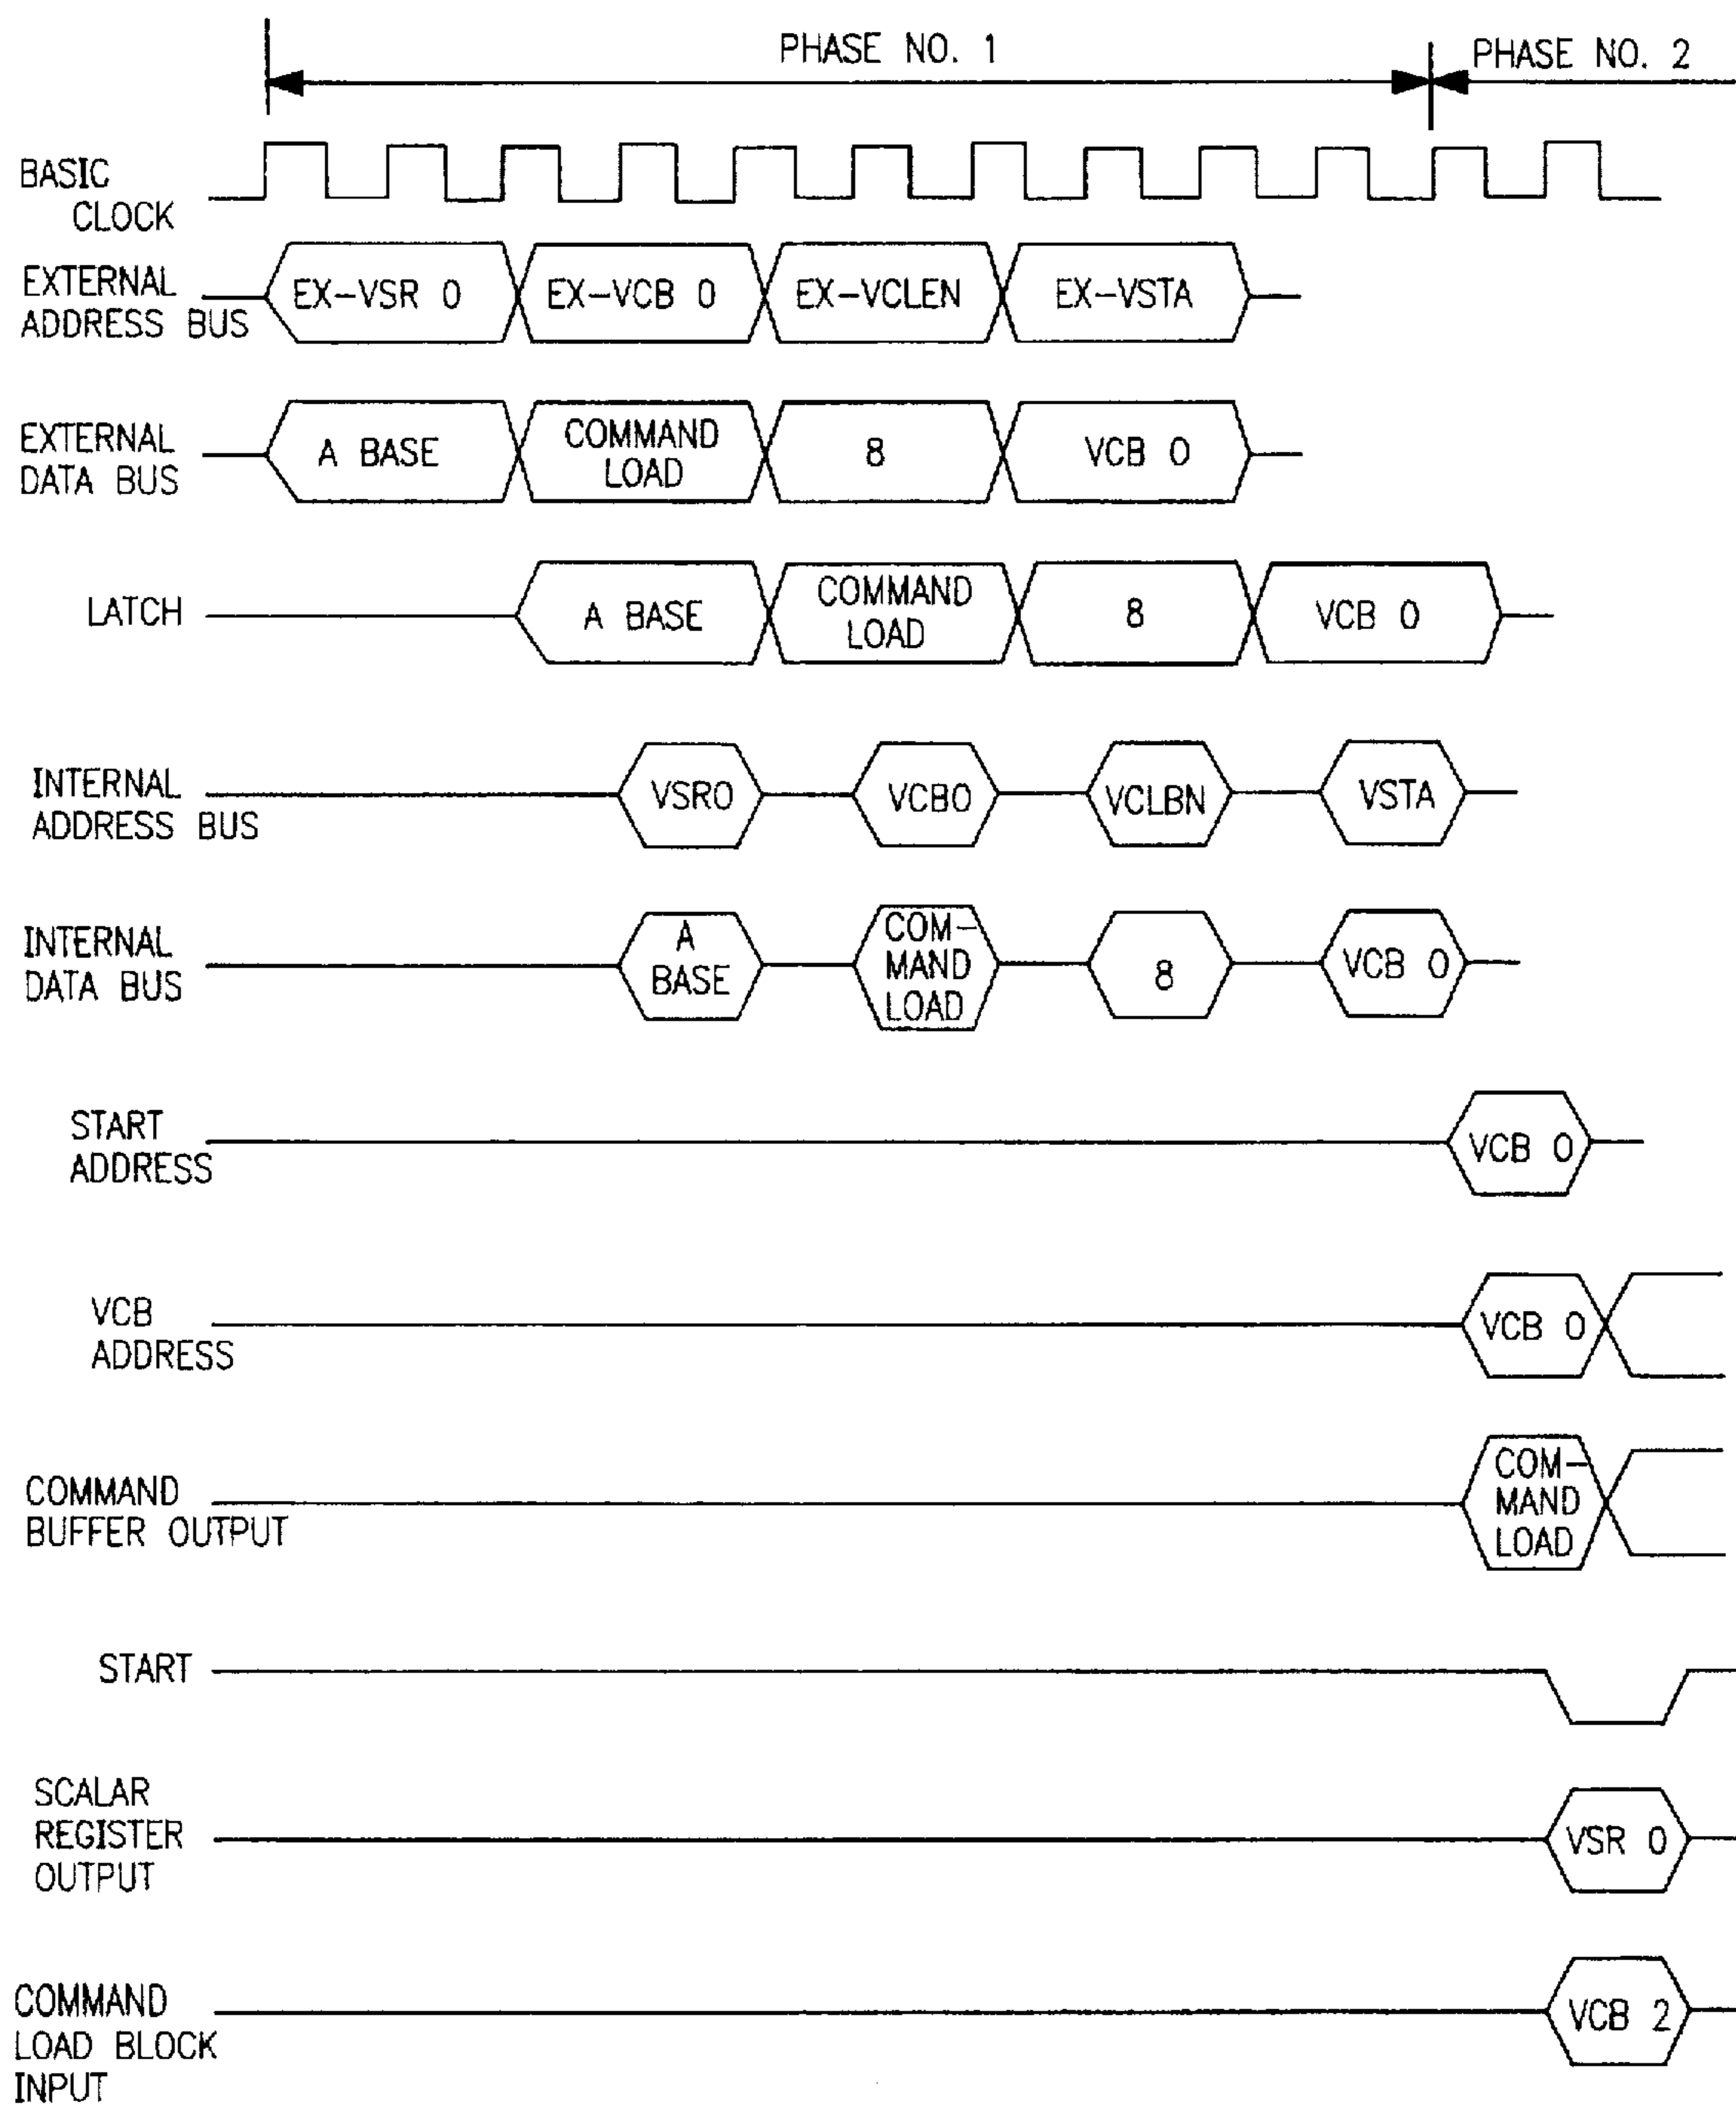 PHASE NO. 1
PHASE NO. 2
BASIC
CLOCK
EXTERNAL
ADDRESS BUS
EX-VSR 0
EX-VCB 0
EX-VCLEN
EX-VSTA
EXTERNAL
DATA BUS
A BASE
COMMAND
LOAD
8
VCB 0
LATCH
A BASE
COMMAND
LOAD
8
VCB 0
INTERNAL
ADDRESS BUS
VSR0
VCB0
VCLBN
VSTA
INTERNAL
DATA BUS
A
BASE
COM-
MAND
LOAD
8
VCB 0
START
ADDRESS
VCB 0
VCB
ADDRESS
VCB 0
COMMAND
BUFFER OUTPUT
COM-
MAND
LOAD
START
SCALAR
REGISTER
OUTPUT
VSR 0
COMMAND
LOAD BLOCK
INPUT
VCB 2